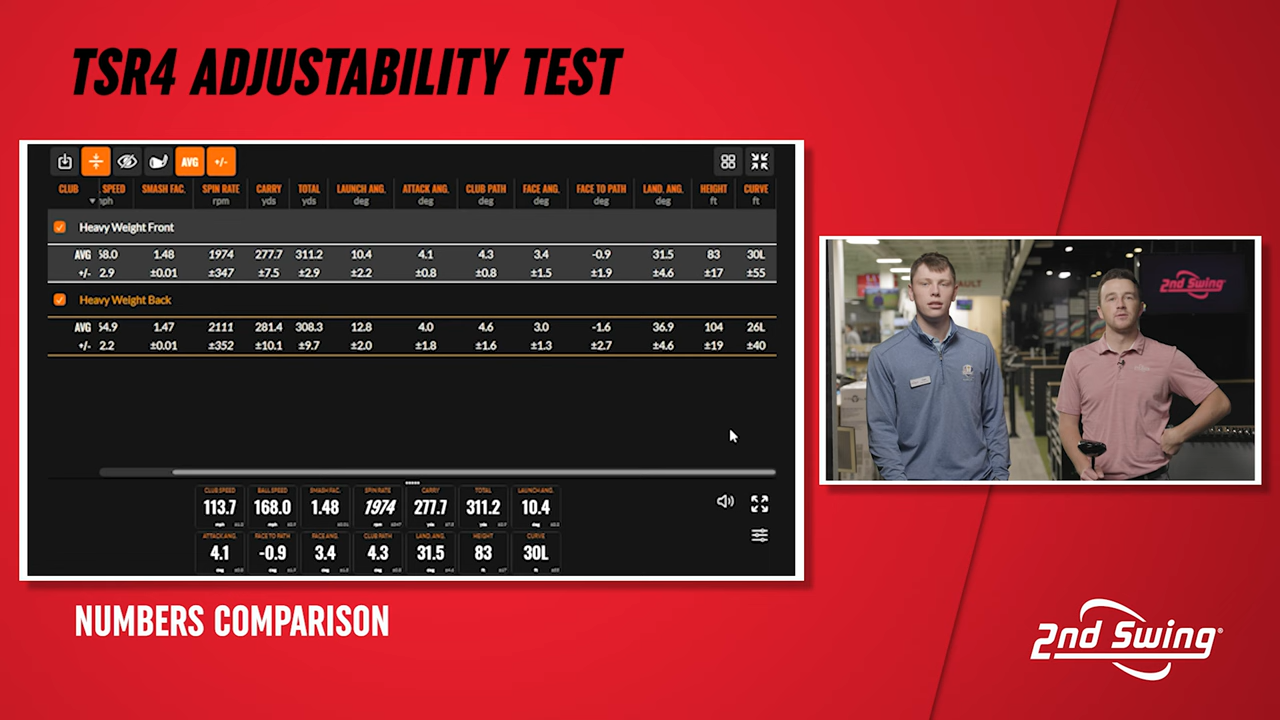 TSR4 ADJUSTABILITY TEST
AVG +/-
CLUB SPEED SMASH FAC. SPIN RATE CARRY TOTAL LAUNCH ANG. ATTACK ANG. CLUB PATH FACE ANG. FACE TO PATH LAND. ANG. HEIGHT CURVE
mph rpm yds yds deg deg deg deg deg deg ft ft
Heavy Weight Front
AVG 58.0 1.48 1974 277.7 311.2 10.4 4.1 4.3 3.4 -0.9 31.5 83 30L
+/- 2.9 ±0.01 ±347 ±7.5 ±2.9 ±2.2 ±0.8 ±0.8 ±1.5 ±1.9 ±4.6 ±17 ±55
Heavy Weight Back
AVG 54.9 1.47 2111 281.4 308.3 12.8 4.0 4.6 3.0 -1.6 36.9 104 26L
+/- 2.2 ±0.01 ±352 ±10.1 ±9.7 ±2.0 ±1.8 ±1.6 ±1.3 ±2.7 ±4.6 ±19 ±40
CLUB SPEED BALL SPEED SMASH FAC. SPIN RATE CARRY TOTAL LAUNCH ANG.
113.7 168.0 1.48 1974 277.7 311.2 10.4
ATTACK ANG. FACE TO PATH FACE ANG. CLUB PATH LAND. ANG. HEIGHT CURVE
4.1 -0.9 3.4 4.3 31.5 83 30L
2nd Swing
NUMBERS COMPARISON
2nd Swing®